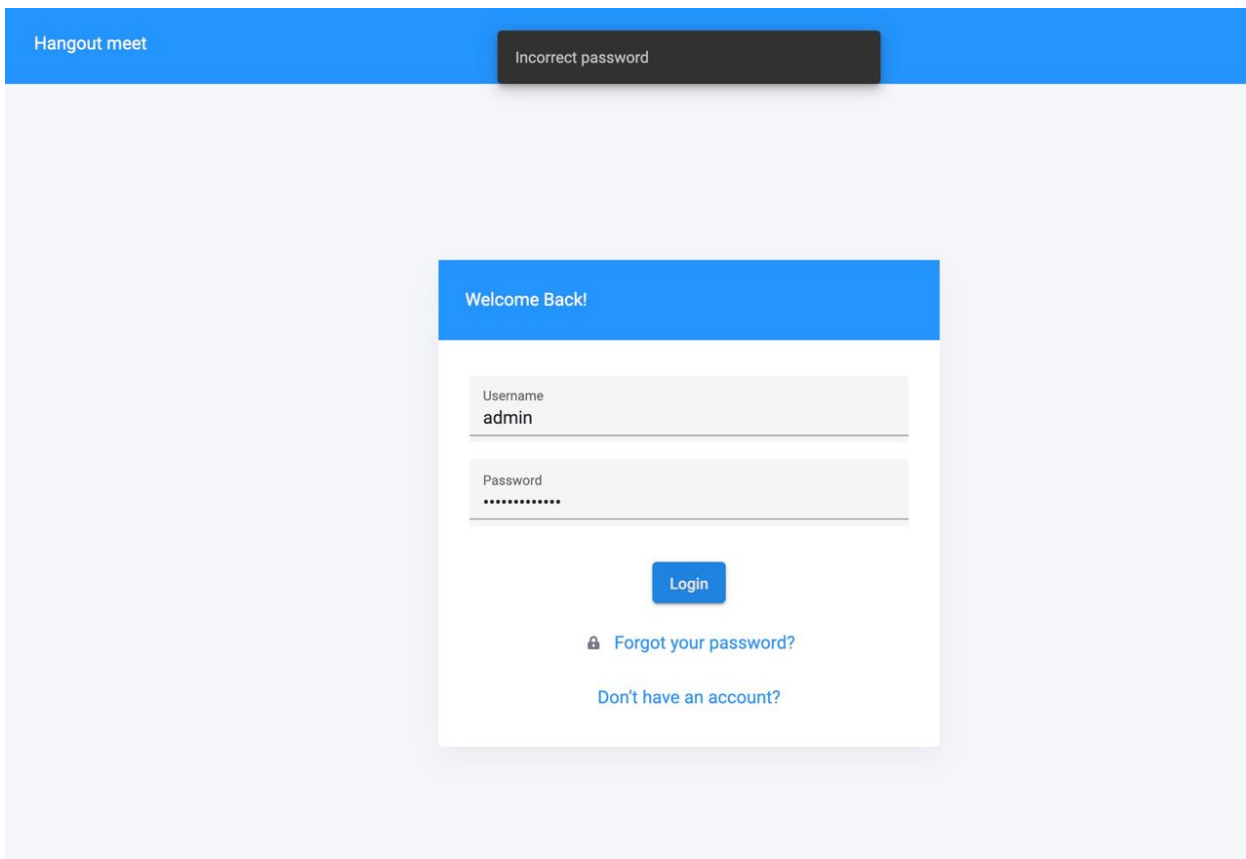 Hangout meet
Incorrect password
Welcome Back!
Username
admin
Password
•••••••••••••
Login
Forgot your password?
Don't have an account?